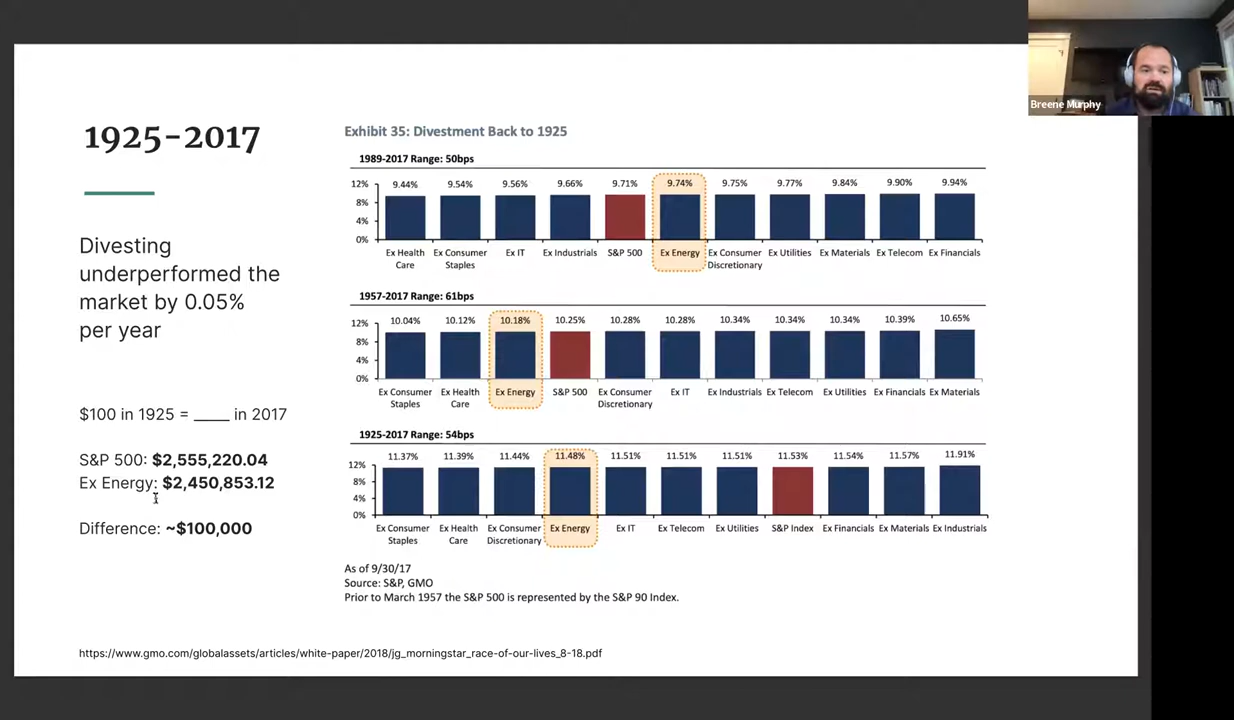 Breene Murphy
1925-2017
Divesting
underperformed the
market by 0.05%
per year
$100 in 1925 = ____ in 2017
S&P 500: $2,555,220.04
Ex Energy: $2,450,853.12
Difference: ~$100,000
Exhibit 35: Divestment Back to 1925
1989-2017 Range: 50bps
12%
8%
4%
0%
9.44% 9.54% 9.56% 9.66% 9.71% 9.74% 9.75% 9.77% 9.84% 9.90% 9.94%
Ex Health Ex Consumer Ex IT Ex Industrials S&P 500 Ex Energy Ex Consumer Ex Utilities Ex Materials Ex Telecom Ex Financials
Care Staples Discretionary
1957-2017 Range: 61bps
12%
8%
4%
0%
10.04% 10.12% 10.18% 10.25% 10.28% 10.28% 10.34% 10.34% 10.34% 10.39% 10.65%
Ex Consumer Ex Health Ex Energy S&P 500 Ex Consumer Ex IT Ex Industrials Ex Telecom Ex Utilities Ex Financials Ex Materials
Staples Care Discretionary
1925-2017 Range: 54bps
12%
8%
4%
0%
11.37% 11.39% 11.44% 11.48% 11.51% 11.51% 11.51% 11.53% 11.54% 11.57% 11.91%
Ex Consumer Ex Health Ex Consumer Ex Energy Ex IT Ex Telecom Ex Utilities S&P Index Ex Financials Ex Materials Ex Industrials
Staples Care Discretionary
As of 9/30/17
Source: S&P, GMO
Prior to March 1957 the S&P 500 is represented by the S&P 90 Index.
https://www.gmo.com/globalassets/articles/white-paper/2018/jg_morningstar_race-of-our-lives_8-18.pdf